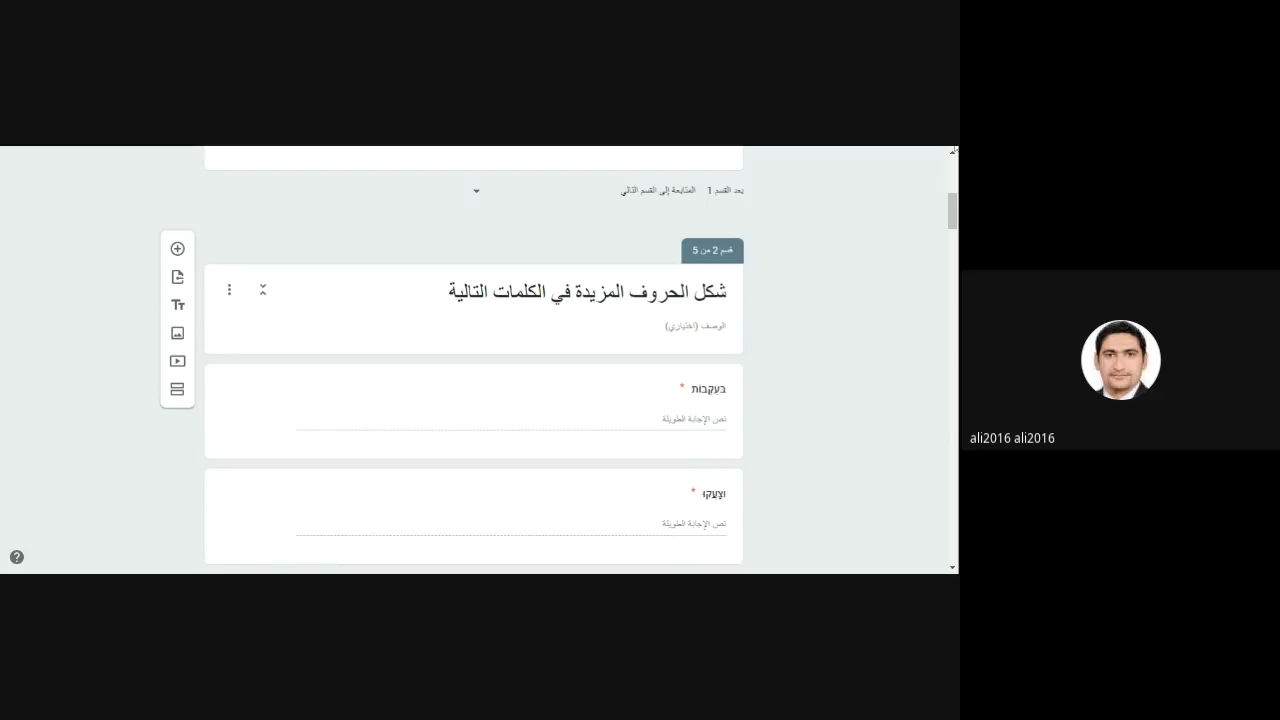 بعد القسم 1 المتابعة إلى القسم التالي
قسم 2 من 5
شكل الحروف المزيدة في الكلمات التالية
الوصف (اختياري)
בעקבות *
نص الإجابة الطويلة
וצעקו *
نص الإجابة الطويلة
ali2016 ali2016